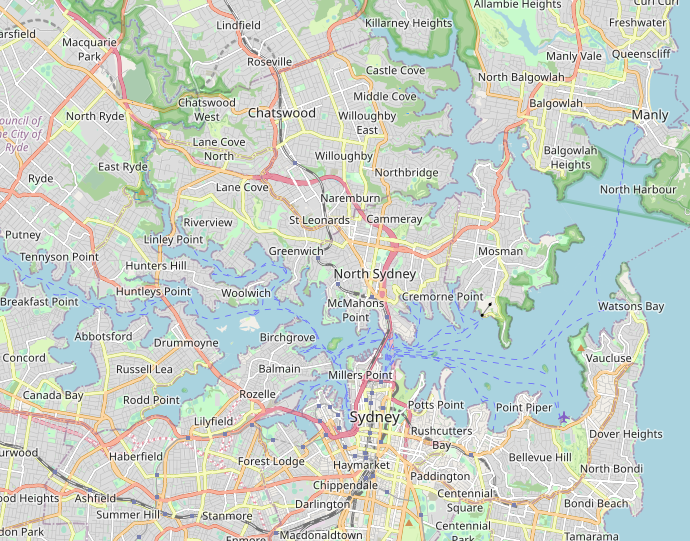 Lindfield
Killarney Heights
Allambie Heights
Curl Curl
Freshwater
arsfield
Macquarie
Park
Roseville
Castle Cove
Manly Vale
Queenscliff
North Balgowlah
Chatswood
West
Chatswood
Middle Cove
Willoughby
East
Balgowlah
Manly
North Ryde
Council of
the City of
Ryde
Lane Cove
North
Willoughby
Balgowlah
Heights
East Ryde
Northbridge
Ryde
Lane Cove
Naremburn
North Harbour
Riverview
St Leonards
Cammeray
Putney
Linley Point
Greenwich
Mosman
Tennyson Point
Hunters Hill
North Sydney
Huntleys Point
Woolwich
Cremorne Point
Breakfast Point
McMahons
Point
Watsons Bay
Abbotsford
Drummoyne
Birchgrove
Concord
Russell Lea
Balmain
Millers Point
Vaucluse
Canada Bay
Rodd Point
Rozelle
Potts Point
Point Piper
Lilyfield
Sydney
Rushcutters
Bay
Dover Heights
urwood
Haberfield
Forest Lodge
Haymarket
Bellevue Hill
North Bondi
ood Heights
Ashfield
Chippendale
Paddington
Centennial
Square
Bondi Beach
Summer Hill
Stanmore
Darlington
don Park
Enmore
Macdonaldtown
Centennial
Park
Tamarama